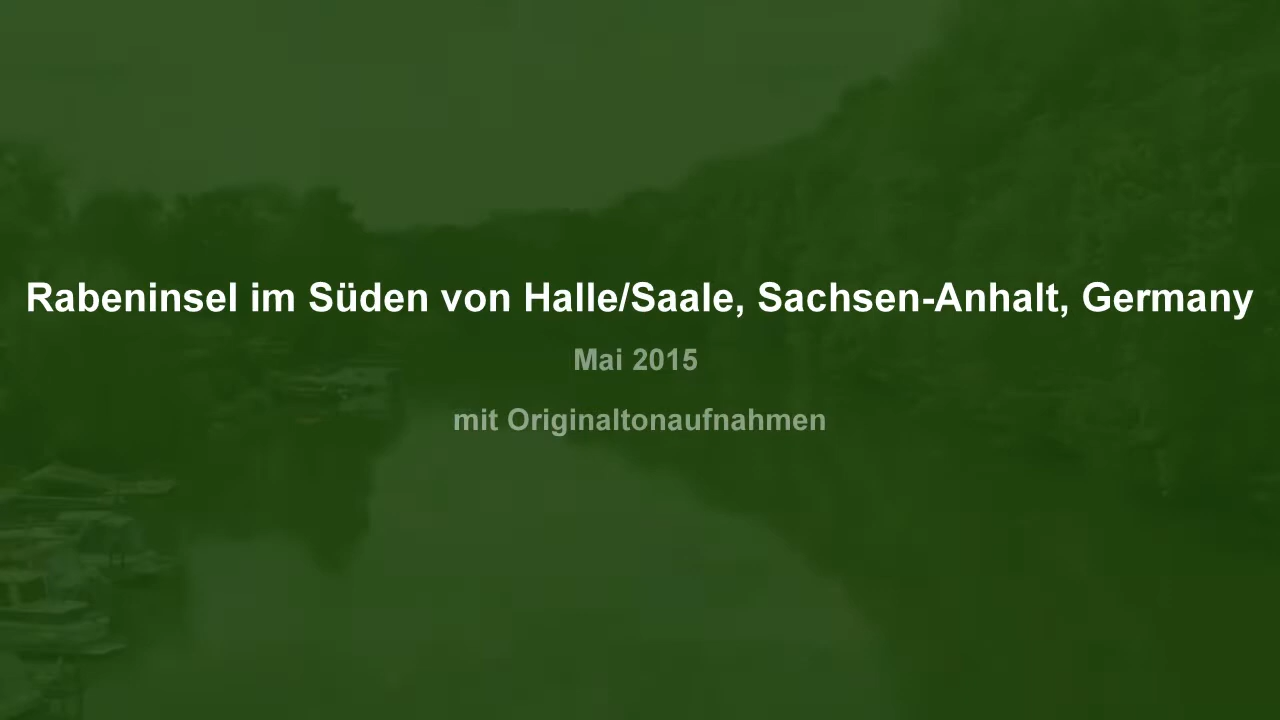 Rabeninsel im Süden von Halle/Saale, Sachsen-Anhalt, Germany
Mai 2015
mit Originaltonaufnahmen